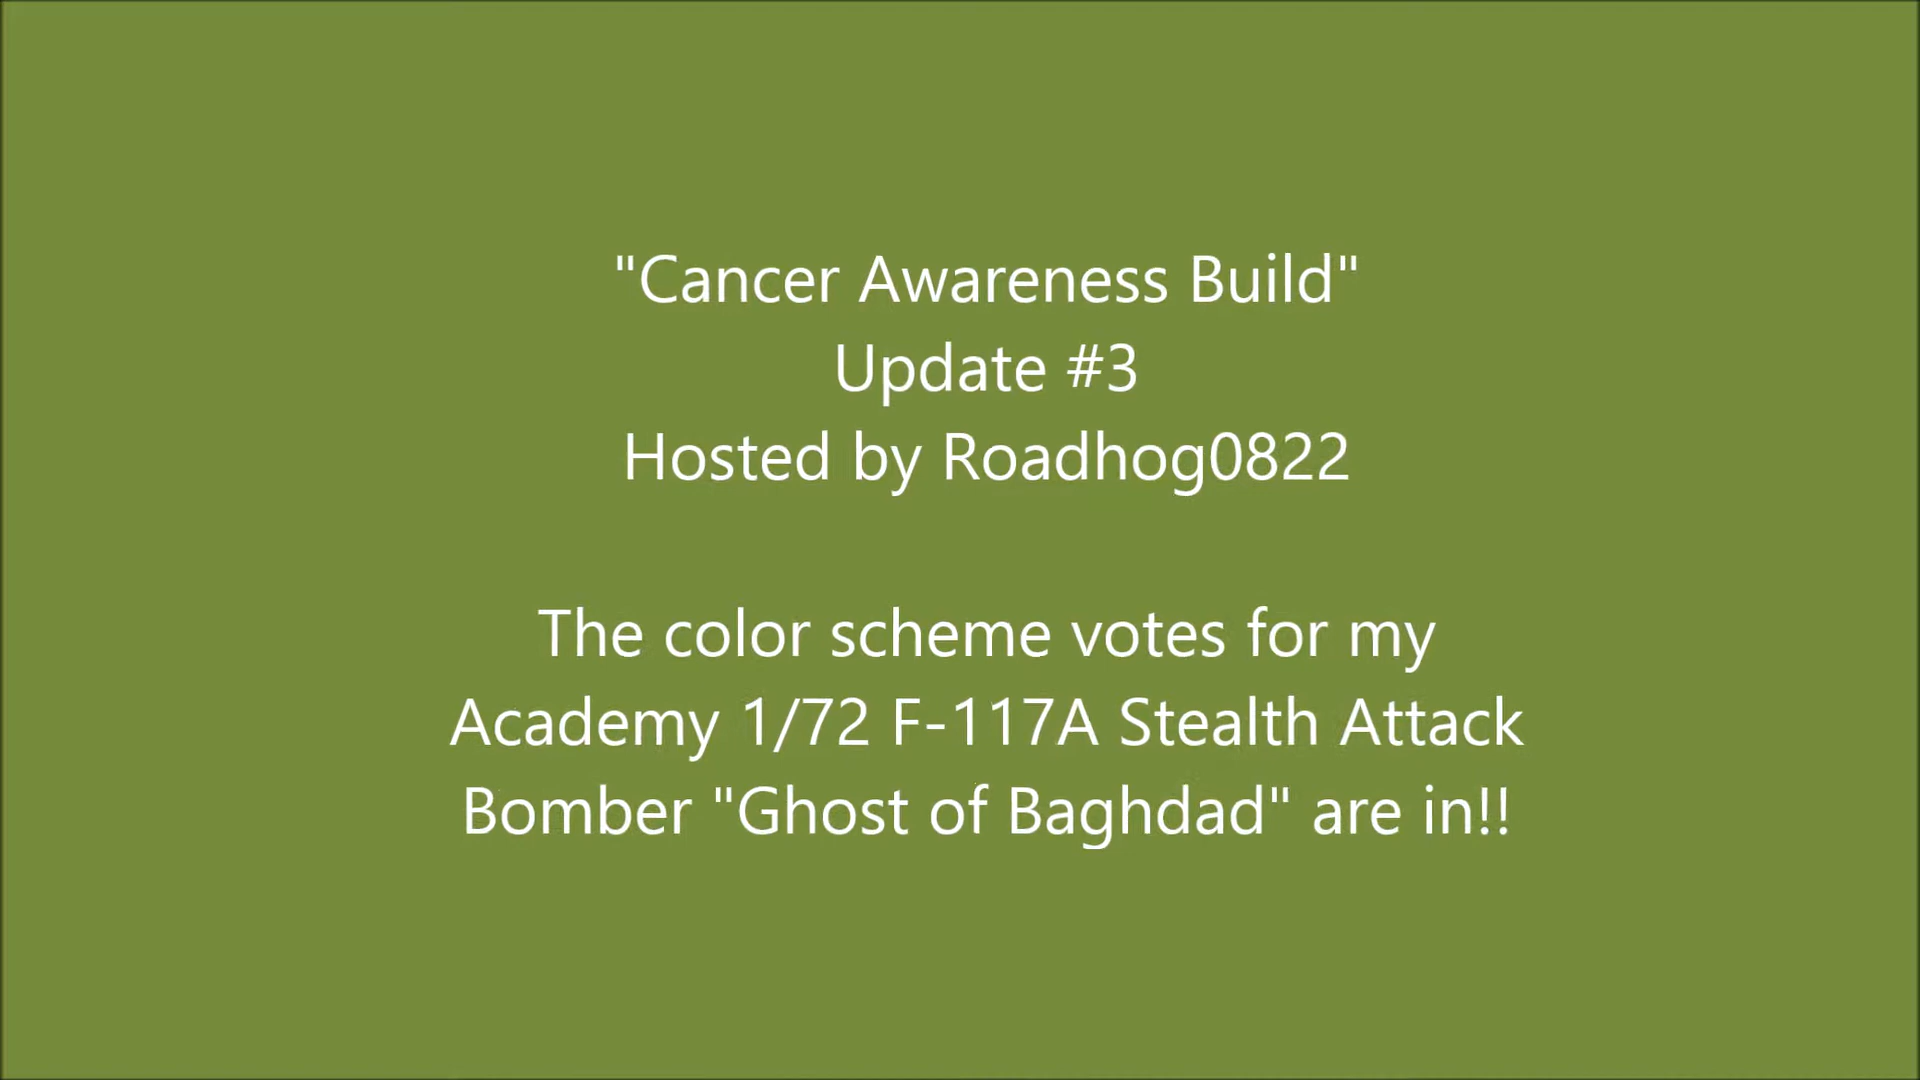 "Cancer Awareness Build"
Update #3
Hosted by Roadhog0822
The color scheme votes for my
Academy 1/72 F-117A Stealth Attack
Bomber "Ghost of Baghdad" are in!!